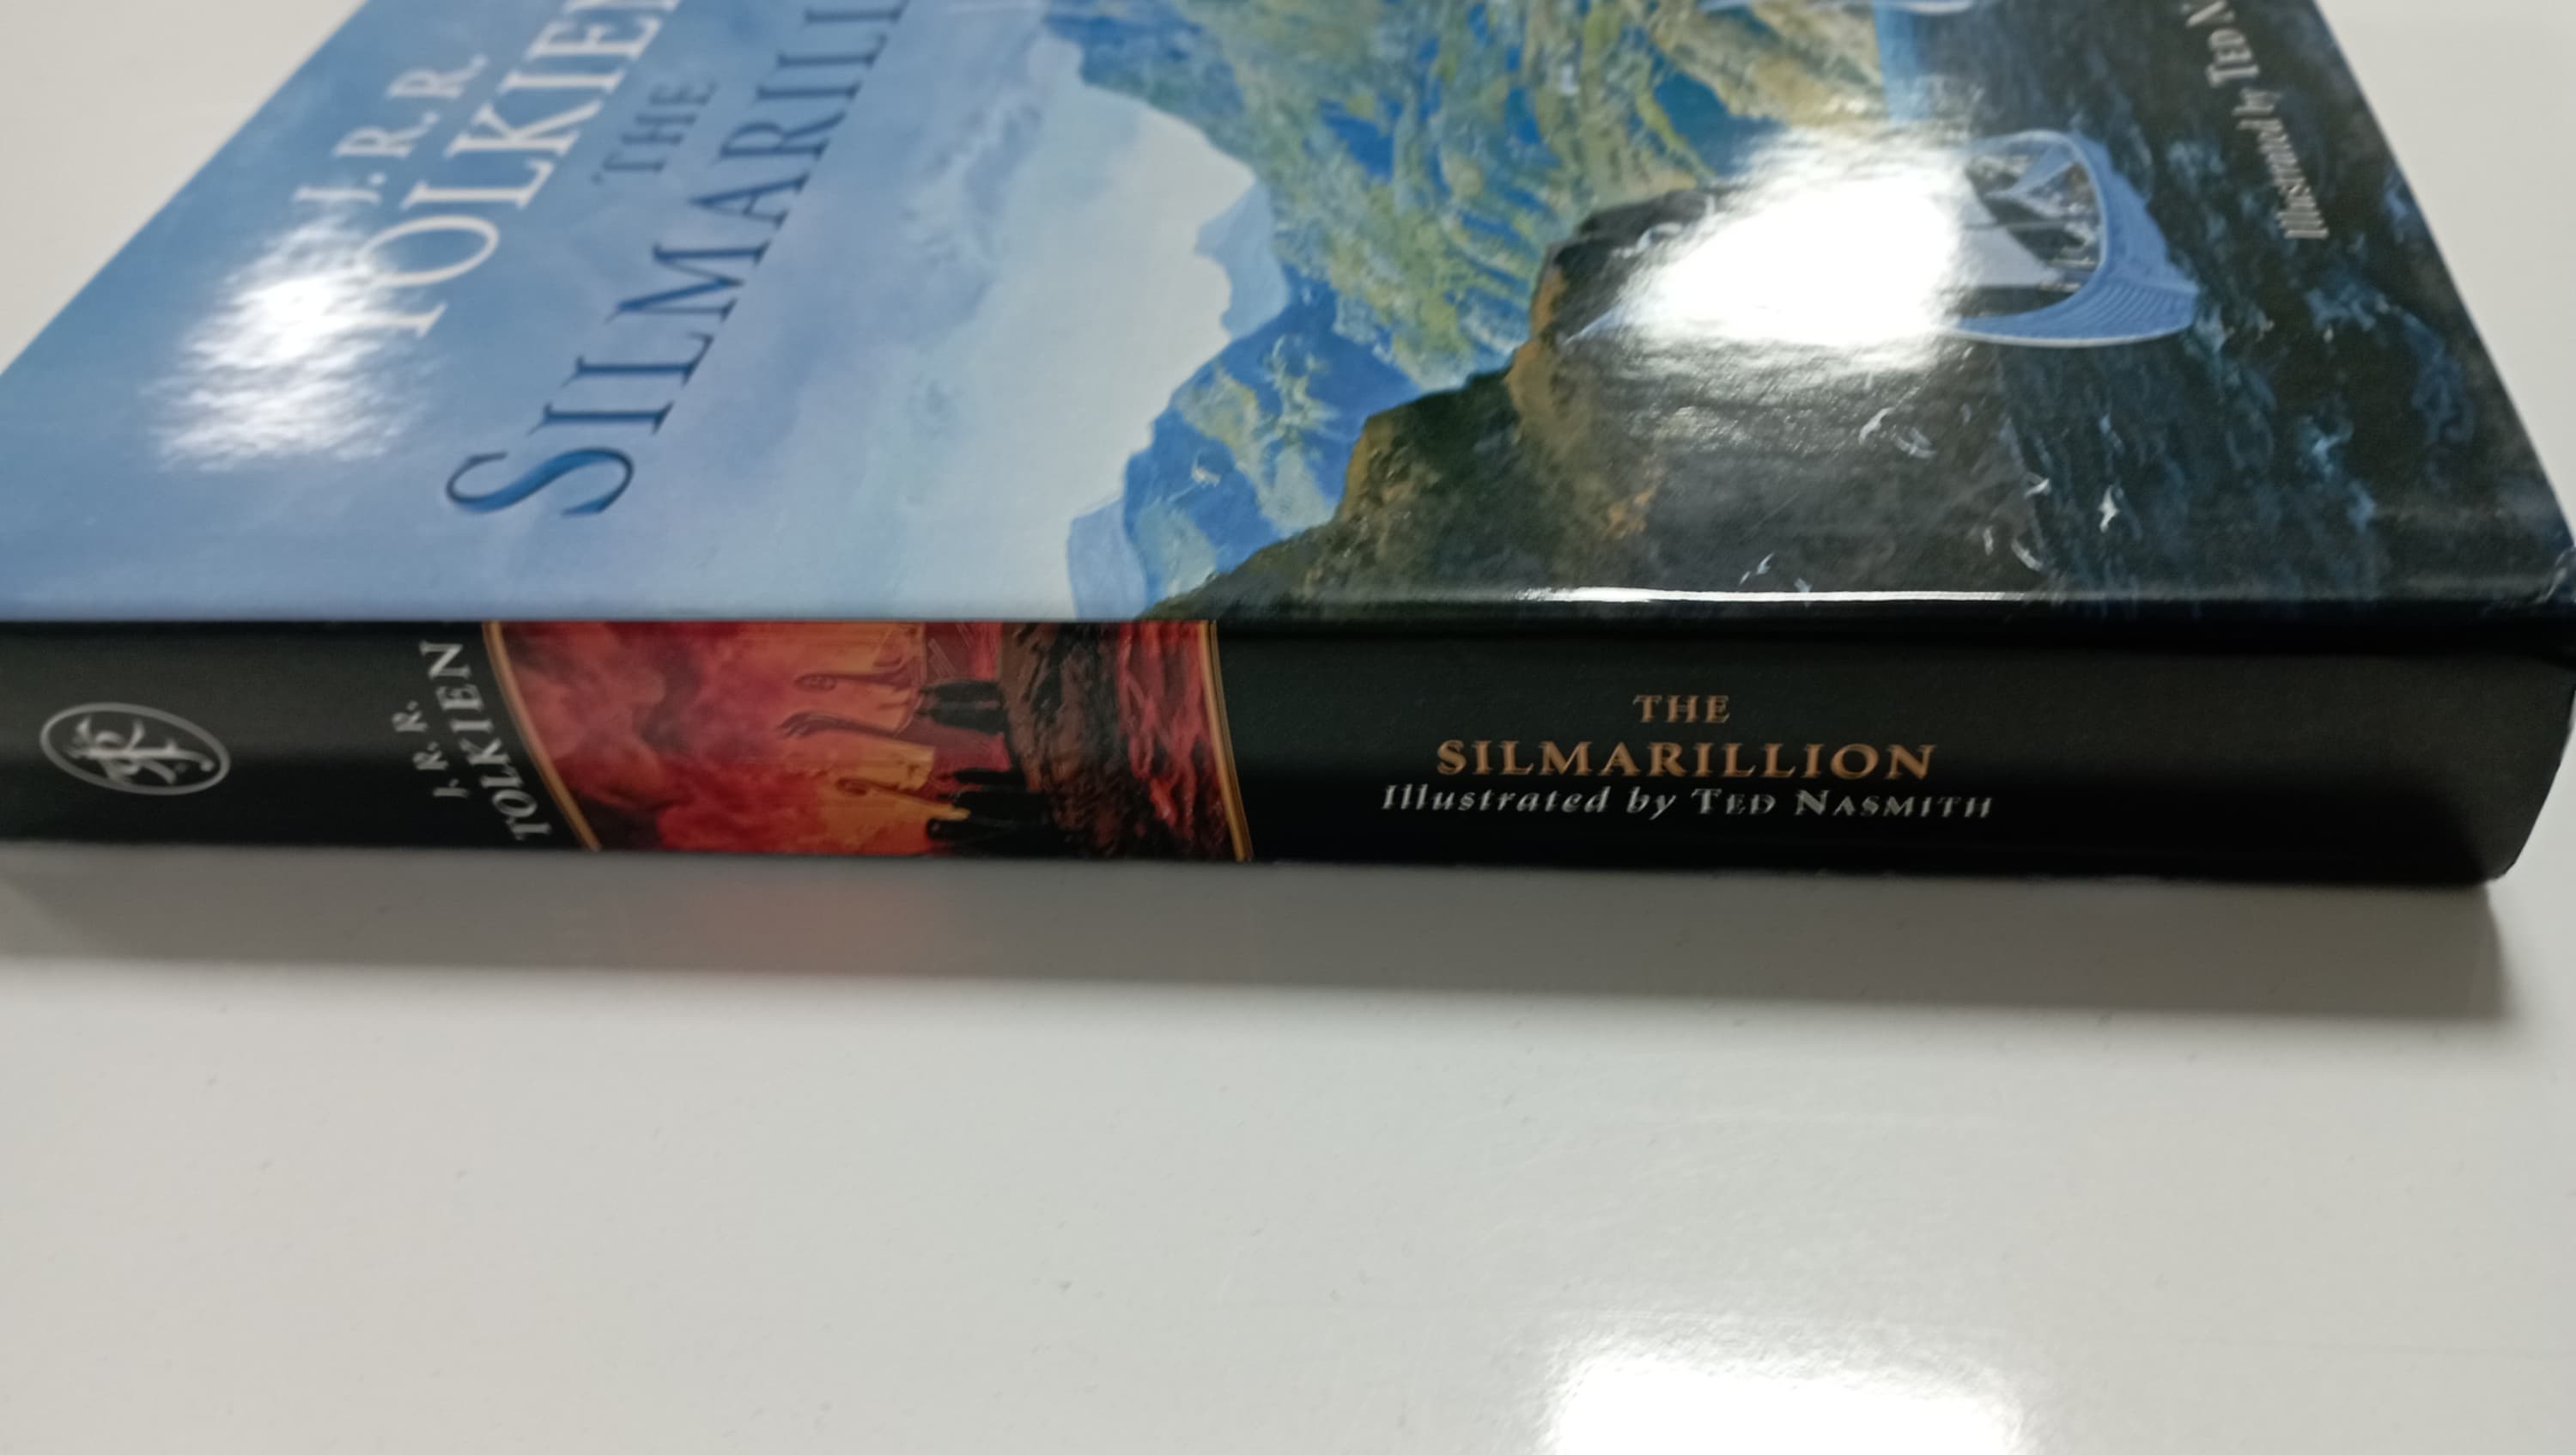 J. R. R.
TOLKIEN
THE
SILMARILLI
Illustrated by TED N
J. R. R.
TOLKIEN
THE
SILMARILLION
Illustrated by TED NASMITH